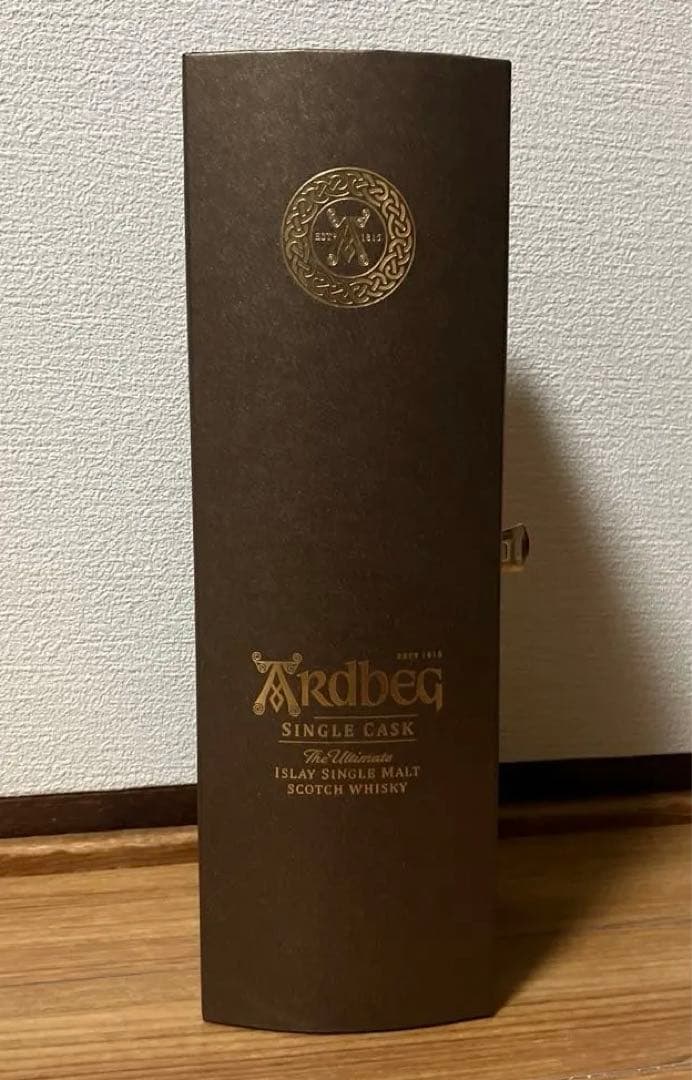 ESTD 1815
A
ESTD 1815
ARdbeg
SINGLE CASK
The Ultimate
ISLAY SINGLE MALT
SCOTCH WHISKY